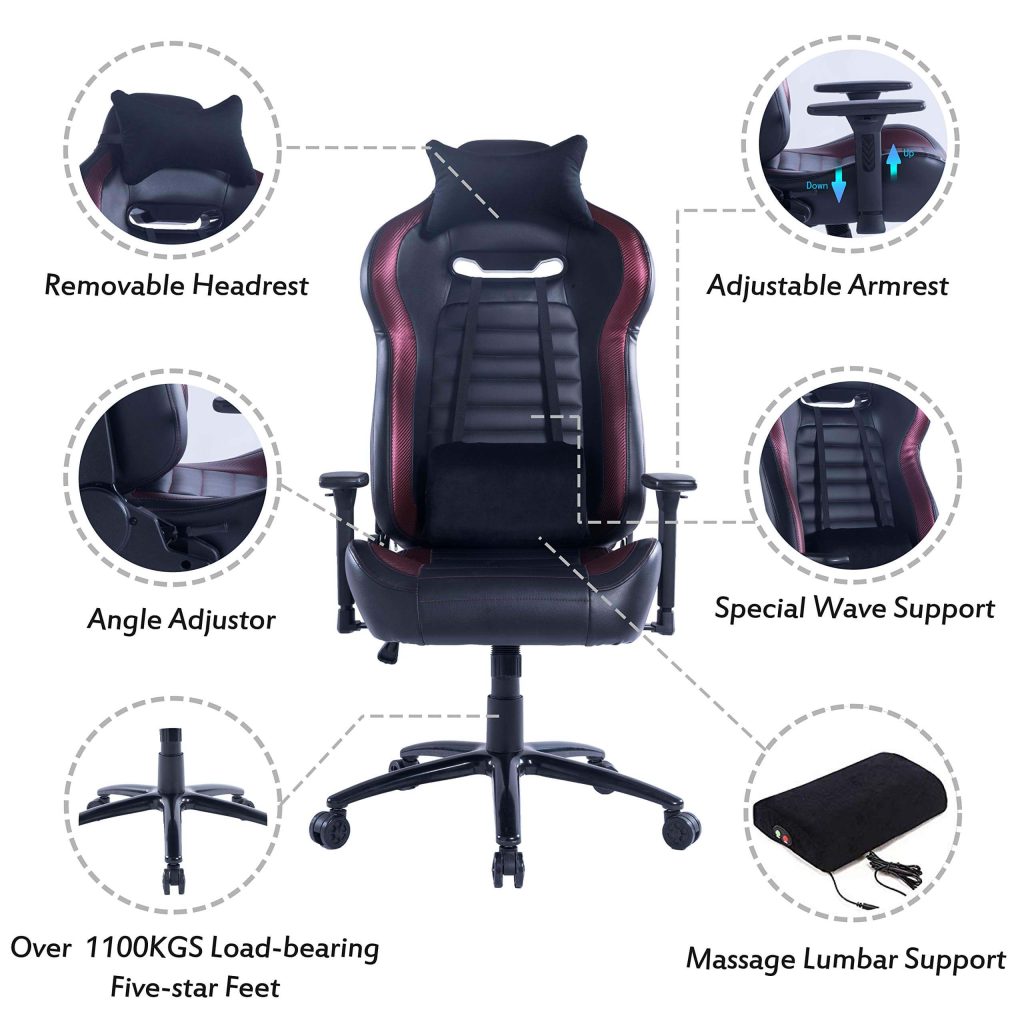 Up
Down
Removable Headrest
Adjustable Armrest
Angle Adjustor
Special Wave Support
Over 1100KGS Load-bearing
Five-star Feet
Massage Lumbar Support